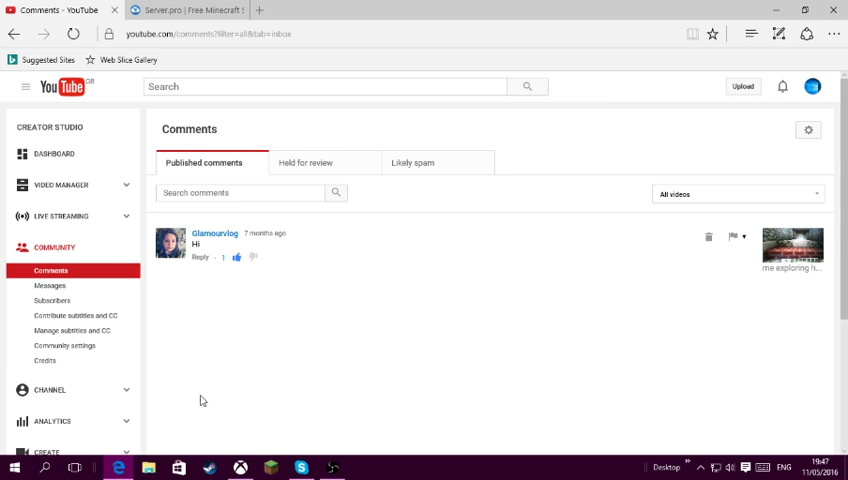 Comments - YouTube
Server.pro | Free Minecraft S
youtube.com/comments?filter=all&tab=inbox
Suggested Sites
Web Slice Gallery
YouTube GB
Search
Upload
CREATOR STUDIO
DASHBOARD
VIDEO MANAGER
LIVE STREAMING
COMMUNITY
Comments
Messages
Subscribers
Contribute subtitles and CC
Manage subtitles and CC
Community settings
Credits
CHANNEL
ANALYTICS
CREATE
Comments
Published comments
Held for review
Likely spam
Search comments
All videos
Glamourvlog 7 months ago
Hi
Reply · 1
me exploring h...
Desktop
ENG
19:47
11/05/2016